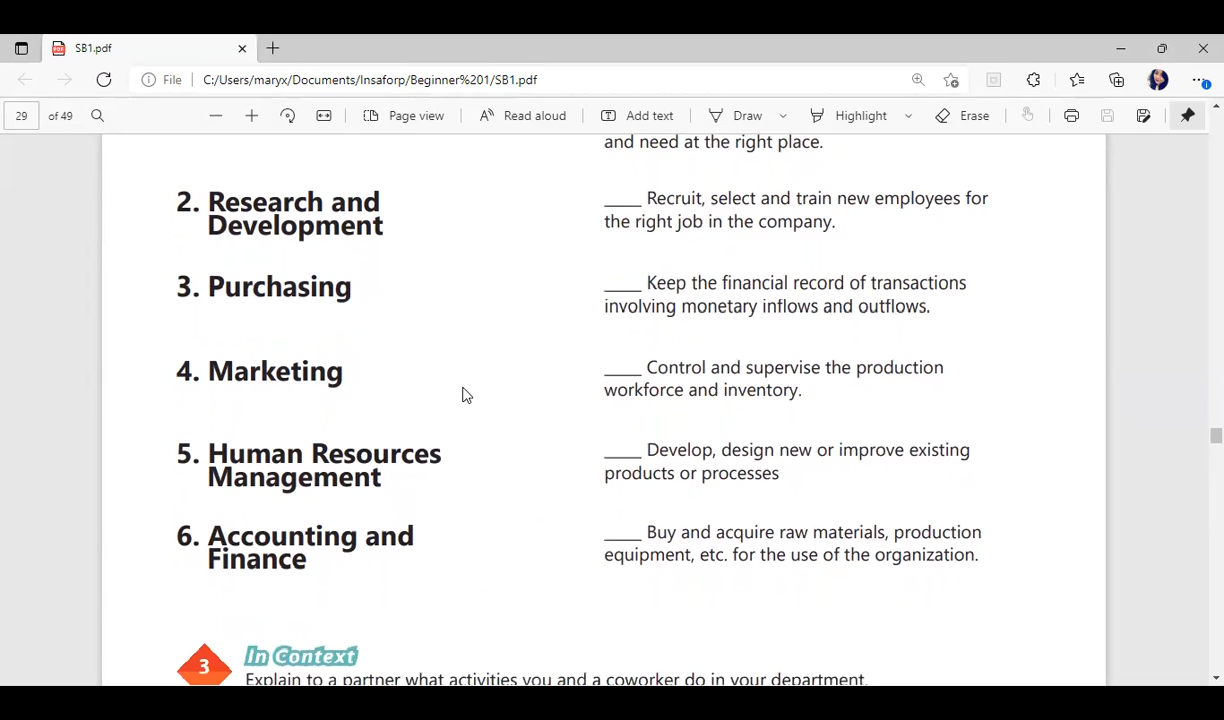 SB1.pdf
File
C:/Users/maryx/Documents/Insaforp/Beginner%201/SB1.pdf
29 of 49
Page view
Read aloud
Add text
Draw
Highlight
Erase
and need at the right place.
2. Research and
Development
____ Recruit, select and train new employees for
the right job in the company.
3. Purchasing
____ Keep the financial record of transactions
involving monetary inflows and outflows.
4. Marketing
____ Control and supervise the production
workforce and inventory.
5. Human Resources
Management
____ Develop, design new or improve existing
products or processes
6. Accounting and
Finance
____ Buy and acquire raw materials, production
equipment, etc. for the use of the organization.
3
In Context
Explain to a partner what activities you and a coworker do in your department.